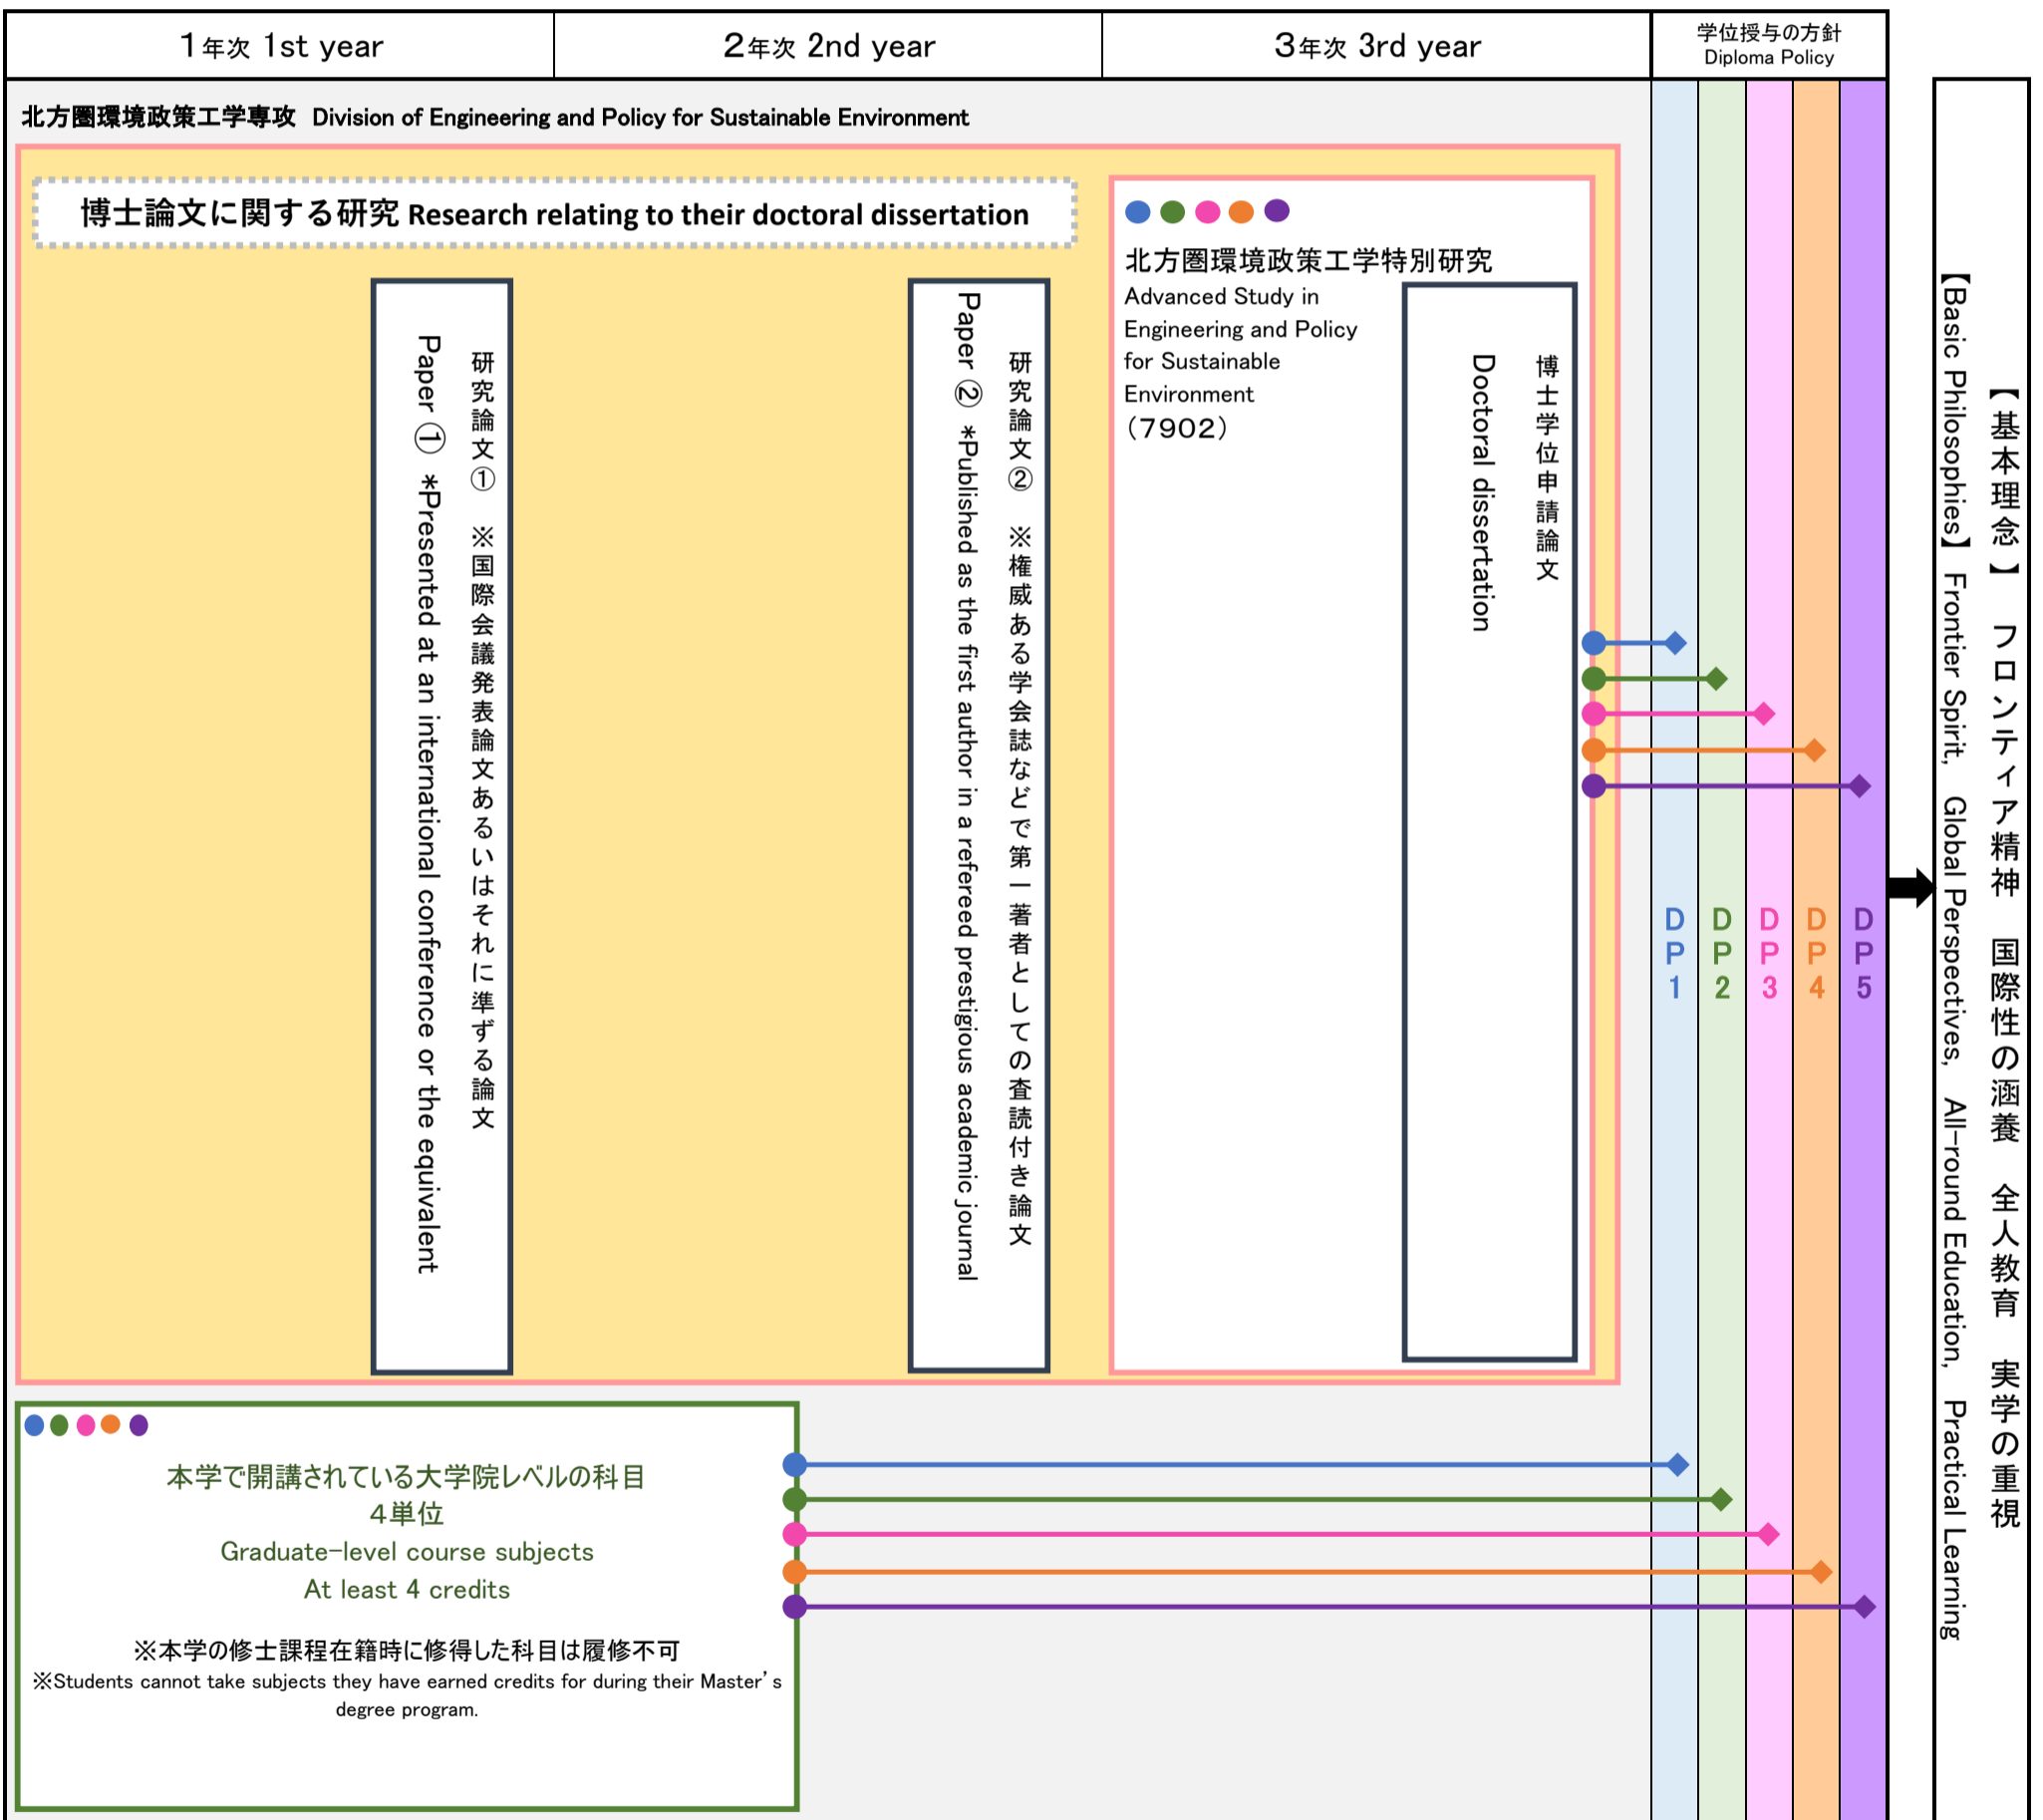 1年次 1st year
2年次 2nd year
3年次 3rd year
学位授与の方針
Diploma Policy
北方圏環境政策工学専攻 Division of Engineering and Policy for Sustainable Environment
博士論文に関する研究 Research relating to their doctoral dissertation
研究論文① ※国際会議発表論文あるいはそれに準ずる論文
Paper ① *Presented at an international conference or the equivalent
研究論文② ※権威ある学会誌などで第一著者としての査読付き論文
Paper ② *Published as the first author in a refereed prestigious academic journal
北方圏環境政策工学特別研究
Advanced Study in
Engineering and Policy
for Sustainable
Environment
(7902)
博士学位申請論文
Doctoral dissertation
DP1
DP2
DP3
DP4
DP5
【基本理念】 フロンティア精神 国際性の涵養 全人教育 実学の重視
【Basic Philosophies】 Frontier Spirit, Global Perspectives, All-round Education, Practical Learning
本学で開講されている大学院レベルの科目
4単位
Graduate-level course subjects
At least 4 credits
※本学の修士課程在籍時に修得した科目は履修不可
※Students cannot take subjects they have earned credits for during their Master's
degree program.